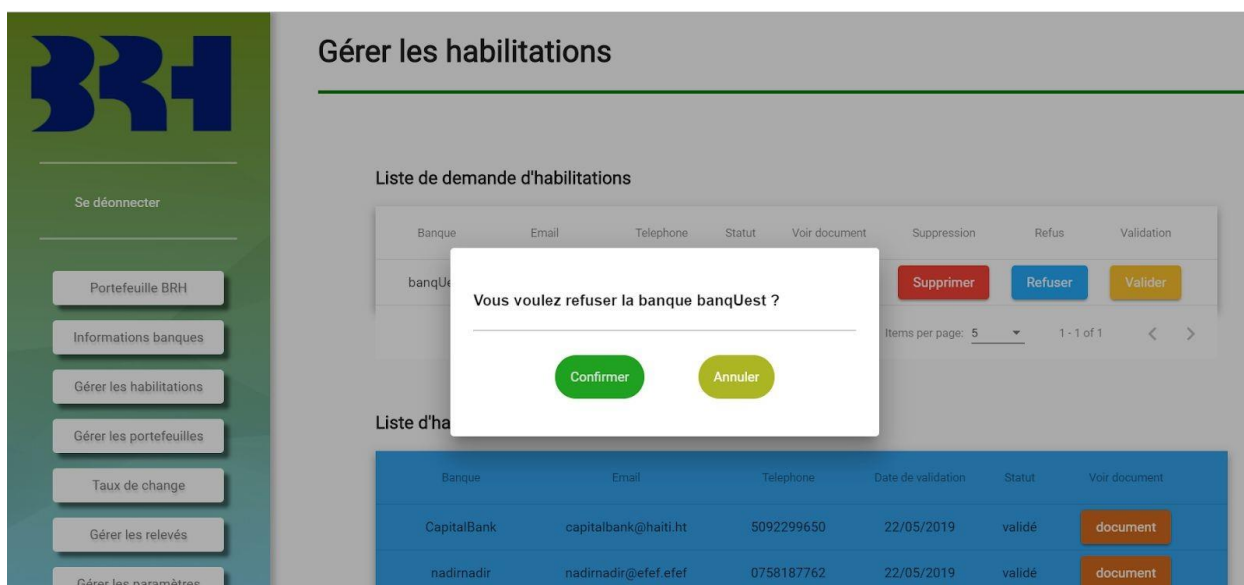 BRH
Gérer les habilitations
Se déonnecter
Portefeuille BRH
Informations banques
Gérer les habilitations
Gérer les portefeuilles
Taux de change
Gérer les relevés
Gérer les paramètres
Liste de demande d'habilitations
Banque Email Telephone Statut Voir document Suppression Refus Validation
Supprimer Refuser Valider
Items per page: 5 1 - 1 of 1
Vous voulez refuser la banque banqUest ?
Confirmer Annuler
Banque Email Telephone Date de validation Statut Voir document
CapitalBank capitalbank@haiti.ht 5092299650 22/05/2019 validé document
nadirnadir nadirnadir@efef.efef 0758187762 22/05/2019 validé document